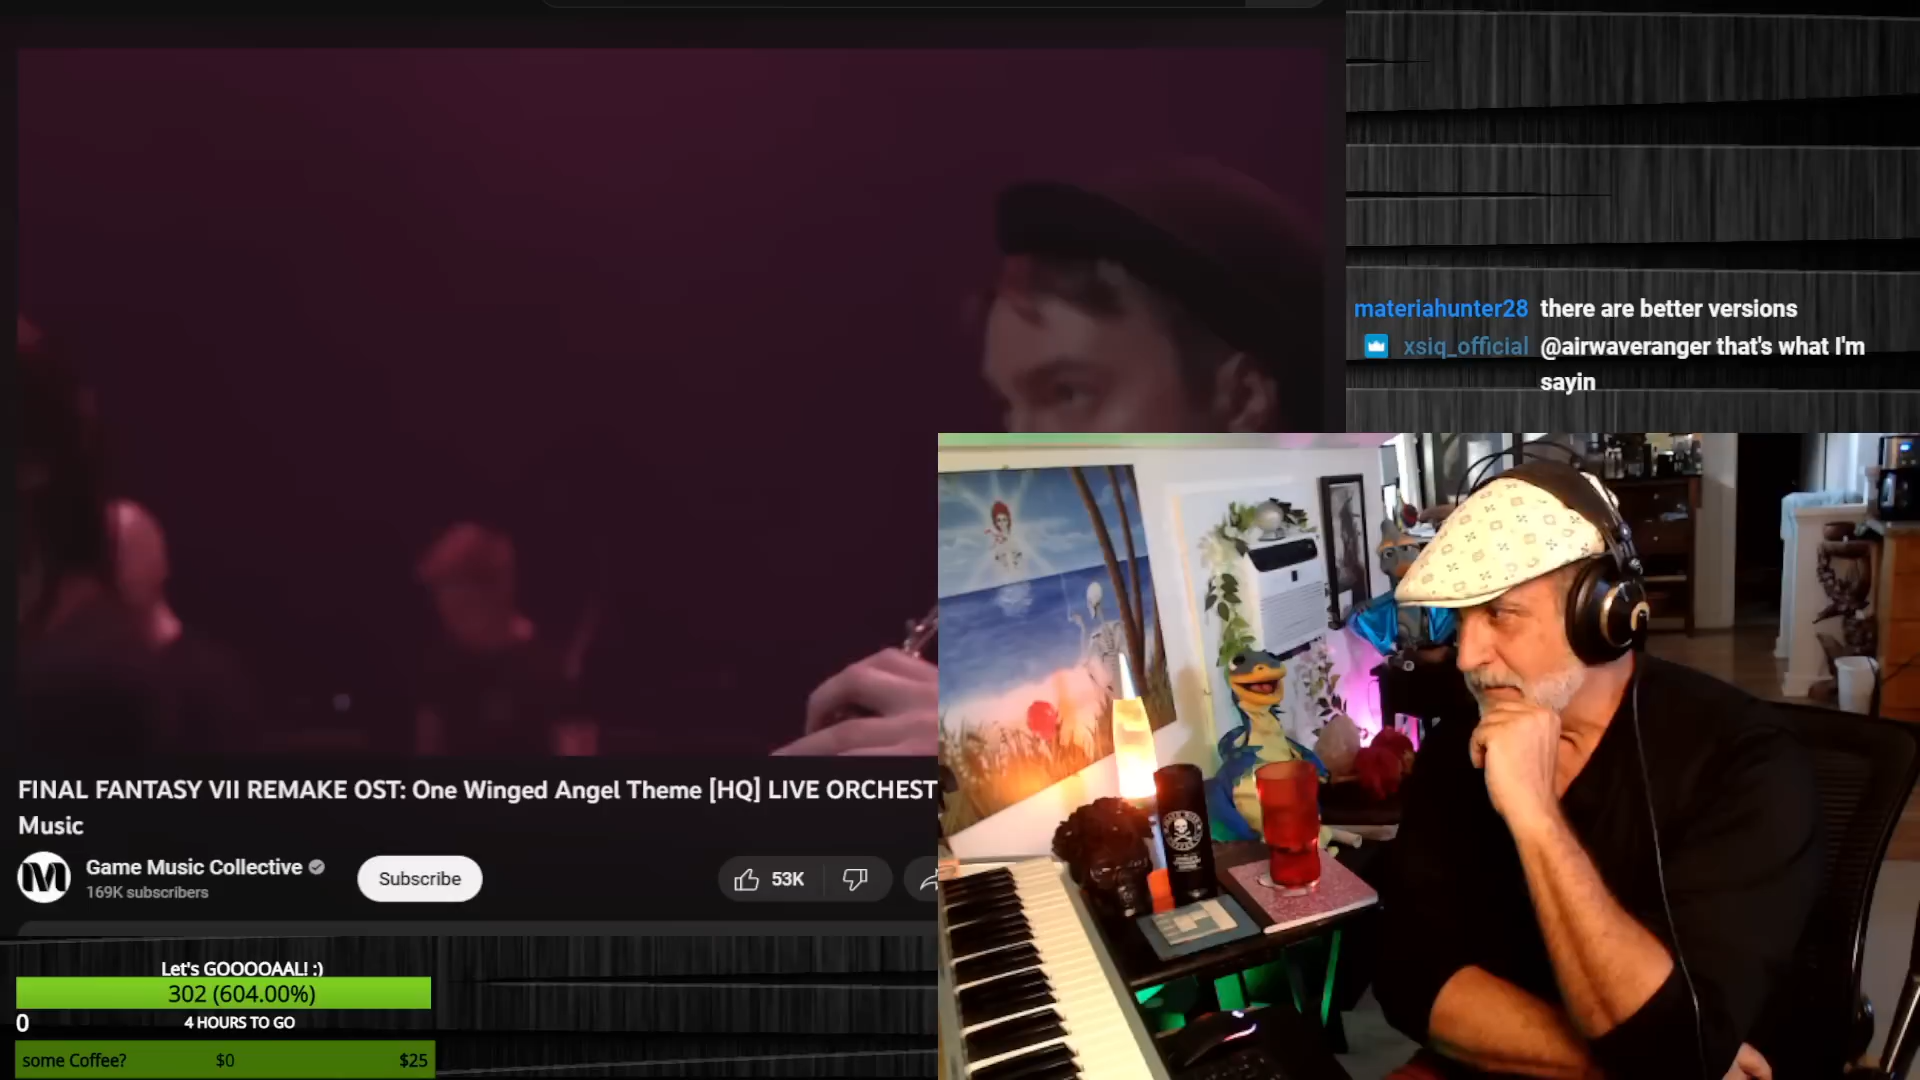 materiahunter28 there are better versions
xsiq_official @airwaveranger that's what I'm
sayin
FINAL FANTASY VII REMAKE OST: One Winged Angel Theme [HQ] LIVE ORCHEST
Music
Game Music Collective
169K subscribers
Subscribe
53K
Let's GOOOOAAL! :)
302 (604.00%)
0
4 HOURS TO GO
some Coffee? $0 $25